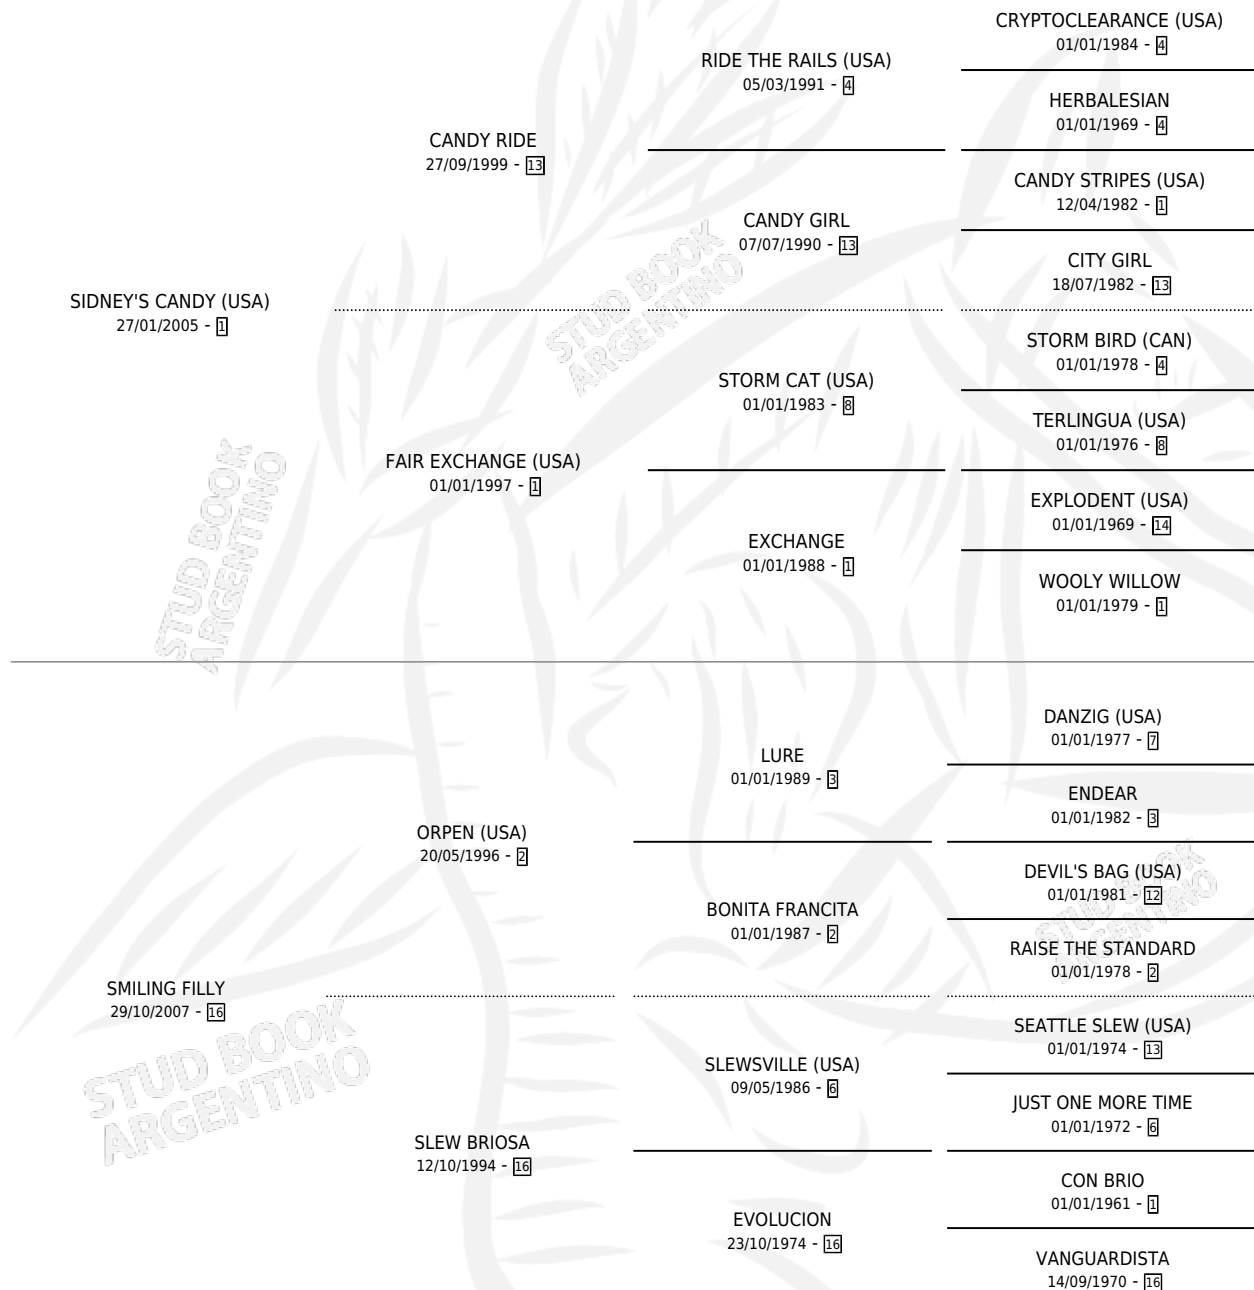 CRYPTOCLEARANCE (USA)
01/01/1984 - 4
RIDE THE RAILS (USA)
05/03/1991 - 4
HERBALESIAN
01/01/1969 - 4
CANDY RIDE
27/09/1999 - 13
CANDY STRIPES (USA)
12/04/1982 - 1
CANDY GIRL
07/07/1990 - 13
CITY GIRL
18/07/1982 - 13
SIDNEY'S CANDY (USA)
27/01/2005 - 1
STORM BIRD (CAN)
01/01/1978 - 4
STORM CAT (USA)
01/01/1983 - 8
TERLINGUA (USA)
01/01/1976 - 8
FAIR EXCHANGE (USA)
01/01/1997 - 1
EXPLODENT (USA)
01/01/1969 - 14
EXCHANGE
01/01/1988 - 1
WOOLY WILLOW
01/01/1979 - 1
DANZIG (USA)
01/01/1977 - 7
LURE
01/01/1989 - 3
ENDEAR
01/01/1982 - 3
ORPEN (USA)
20/05/1996 - 2
DEVIL'S BAG (USA)
01/01/1981 - 12
BONITA FRANCITA
01/01/1987 - 2
RAISE THE STANDARD
01/01/1978 - 2
SMILING FILLY
29/10/2007 - 16
SEATTLE SLEW (USA)
01/01/1974 - 13
SLEWSVILLE (USA)
09/05/1986 - 6
JUST ONE MORE TIME
01/01/1972 - 6
SLEW BRIOSA
12/10/1994 - 16
CON BRIO
01/01/1961 - 1
EVOLUCION
23/10/1974 - 16
VANGUARDISTA
14/09/1970 - 16
STUD BOOK
ARGENTINO
STUD BOOK
ARGENTINO
STUD BOOK
ARGENTINO
STUD BOOK
ARGENTINO